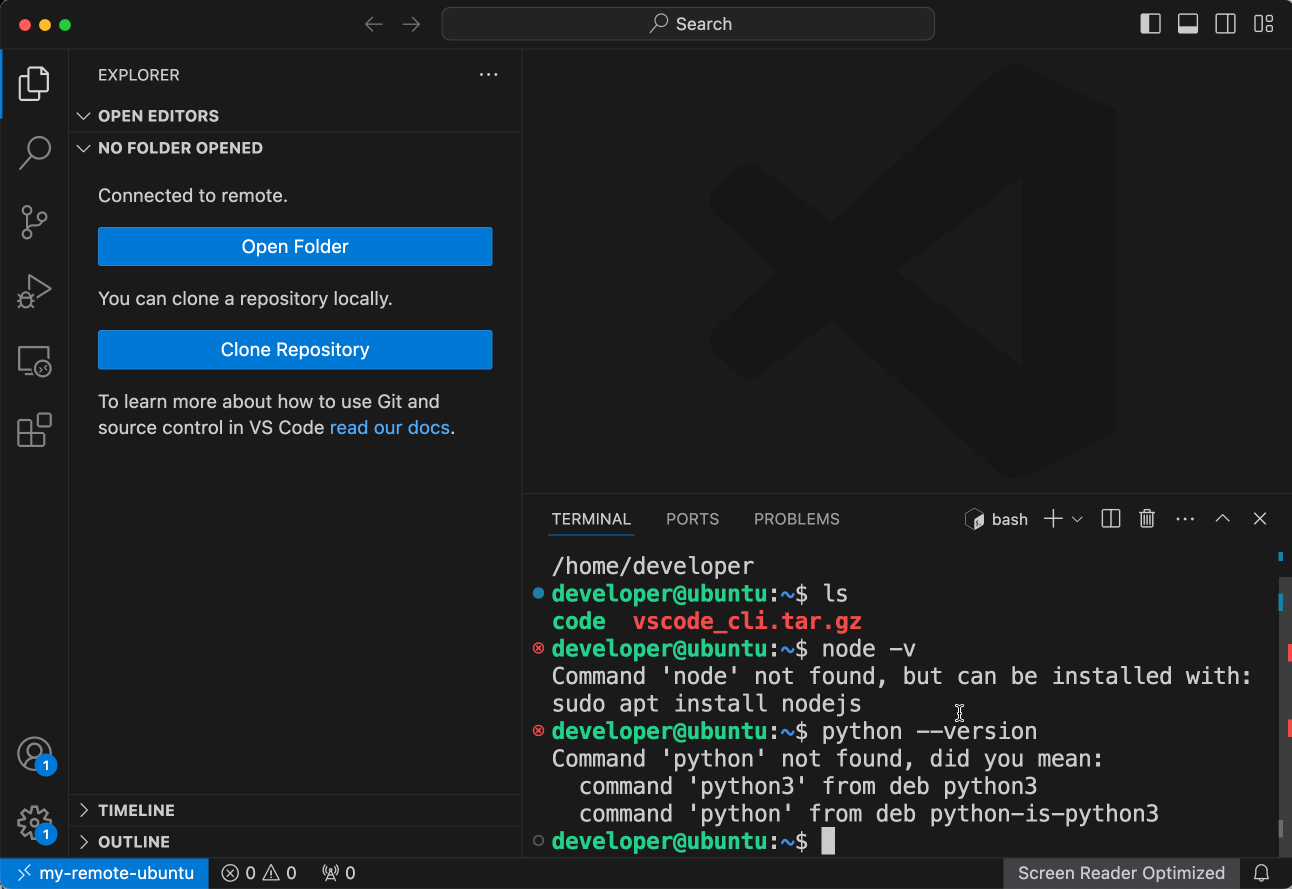 Search
EXPLORER
OPEN EDITORS
NO FOLDER OPENED
Connected to remote.
Open Folder
You can clone a repository locally.
Clone Repository
To learn more about how to use Git and
source control in VS Code read our docs.
1
1
TIMELINE
OUTLINE
TERMINAL PORTS PROBLEMS bash
/home/developer
developer@ubuntu:~$ ls
code vscode_cli.tar.gz
developer@ubuntu:~$ node -v
Command 'node' not found, but can be installed with:
sudo apt install nodejs
developer@ubuntu:~$ python --version
Command 'python' not found, did you mean:
command 'python3' from deb python3
command 'python' from deb python-is-python3
developer@ubuntu:~$
my-remote-ubuntu 0 0 0 Screen Reader Optimized